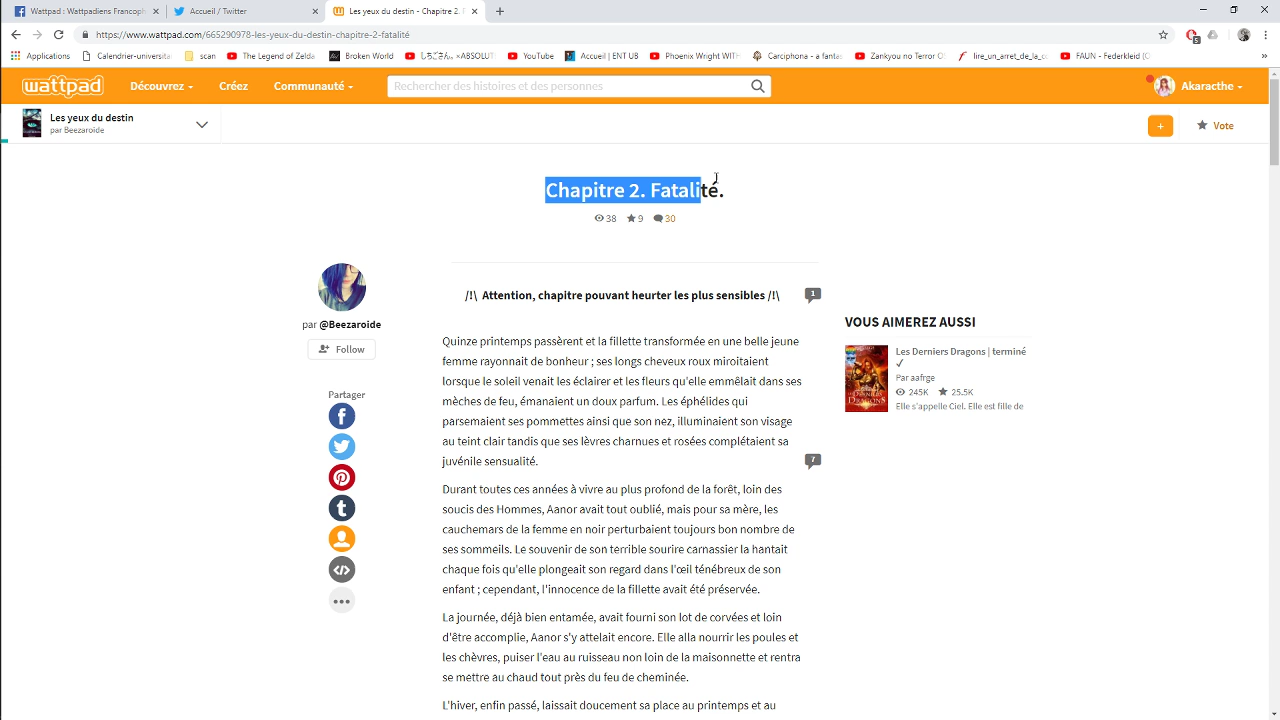 Wattpad : Wattpadiens Francoph
Accueil / Twitter
Les yeux du destin - Chapitre 2. F
https://www.wattpad.com/665290978-les-yeux-du-destin-chapitre-2-fatalité
Applications
Calendrier-universitai
scan
The Legend of Zelda
Broken World
×ABSOLUT
YouTube
Accueil | ENT UB
Phoenix Wright WITH
Carciphona - a fantas
Zankyou no Terror OS
lire_un_arret_de_la_cc
FAUN - Federkleid (O
wattpad
Découvrez
Créez
Communauté
Rechercher des histoires et des personnes
Akaracthe
Les yeux du destin
par Beezaroide
+
Vote
Chapitre 2. Fatalité.
38 9 30
/!\ Attention, chapitre pouvant heurter les plus sensibles /!\
1
par @Beezaroide
Follow
Partager
Quinze printemps passèrent et la fillette transformée en une belle jeune
femme rayonnait de bonheur ; ses longs cheveux roux miroitaient
lorsque le soleil venait les éclairer et les fleurs qu'elle emmêlait dans ses
mèches de feu, émanaient un doux parfum. Les éphélides qui
parsemaient ses pommettes ainsi que son nez, illuminaient son visage
au teint clair tandis que ses lèvres charnues et rosées complétaient sa
juvénile sensualité.
7
Durant toutes ces années à vivre au plus profond de la forêt, loin des
soucis des Hommes, Aanor avait tout oublié, mais pour sa mère, les
cauchemars de la femme en noir perturbaient toujours bon nombre de
ses sommeils. Le souvenir de son terrible sourire carnassier la hantait
chaque fois qu'elle plongeait son regard dans l'œil ténébreux de son
enfant ; cependant, l'innocence de la fillette avait été préservée.
La journée, déjà bien entamée, avait fourni son lot de corvées et loin
d'être accomplie, Aanor s'y attelait encore. Elle alla nourrir les poules et
les chèvres, puiser l'eau au ruisseau non loin de la maisonnette et rentra
se mettre au chaud tout près du feu de cheminée.
L'hiver, enfin passé, laissait doucement sa place au printemps et au
VOUS AIMEREZ AUSSI
Les Derniers Dragons | terminé
✓
Par aafrge
245K 25.5K
Elle s'appelle Ciel. Elle est fille de